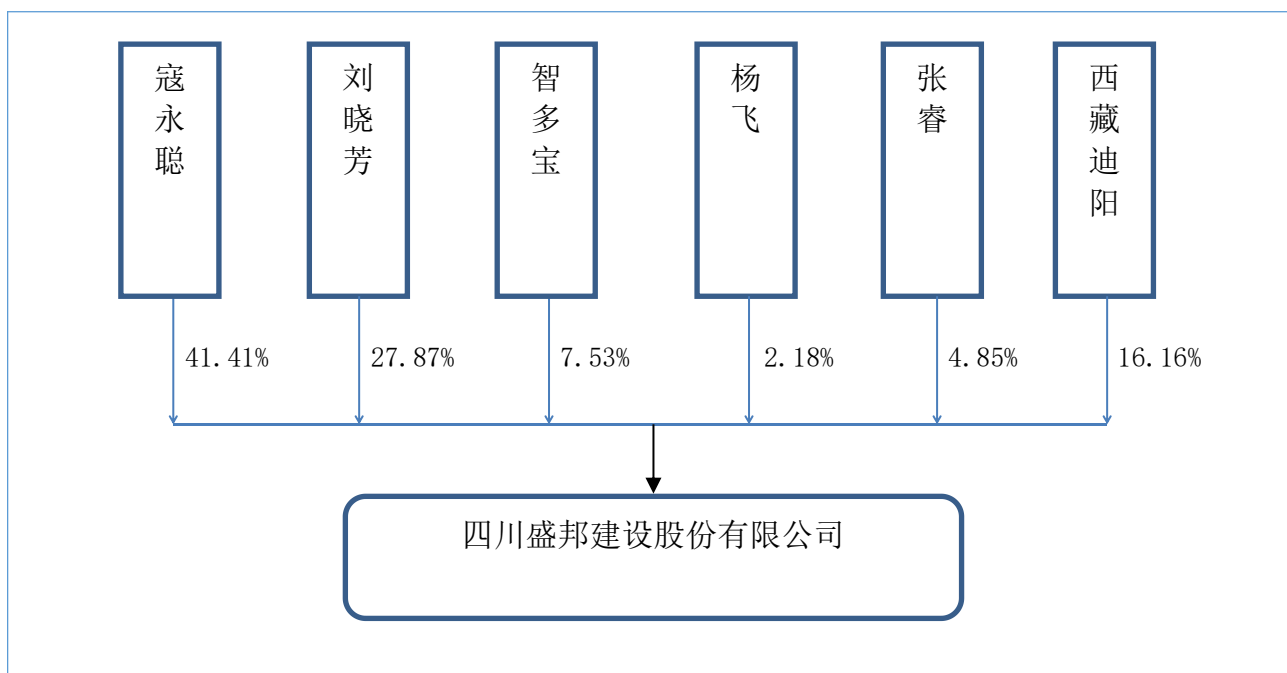 寇永聪
刘晓芳
智多宝
杨飞
张睿
西藏迪阳
41.41%
27.87%
7.53%
2.18%
4.85%
16.16%
四川盛邦建设股份有限公司